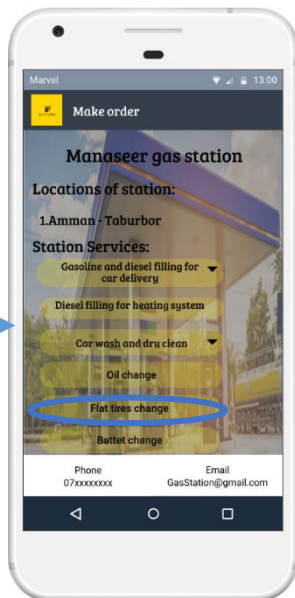 Marvel
13:00
Make order
Manaseer gas station
Locations of station:
1.Amman - Taburbor
Station Services:
Gasoline and diesel filling for
car delivery
Diesel filling for heating system
Car wash and dry clean
Oil change
Flat tires change
Battet change
Phone
07xxxxxxxx
Email
GasStation@gmail.com